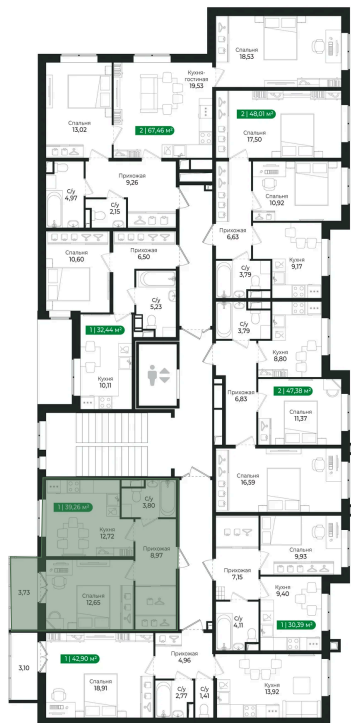 Спальня
18,53
Кухня-
гостиная
19,53
Спальня
13,02
2 | 67,46 м²
2 | 48,01 м²
Спальня
17,50
Прихожая
9,26
С/у
4,97
С/у
2,15
Спальня
10,92
Прихожая
6,63
Кухня
9,17
С/у
3,79
Спальня
10,60
Прихожая
6,50
С/у
5,23
С/у
3,79
Кухня
8,80
1 | 32,44 м²
Кухня
10,11
Прихожая
6,83
2 | 47,38 м²
Спальня
11,37
Спальня
16,59
1 | 39,26 м²
Кухня
12,72
С/у
3,80
Прихожая
8,97
Спальня
9,93
Прихожая
7,15
Кухня
9,40
С/у
4,11
1 | 30,39 м²
3,73
Спальня
12,65
3,10
1 | 42,90 м²
Спальня
18,91
Прихожая
4,96
С/у
2,77
С/у
1,41
Кухня
13,92